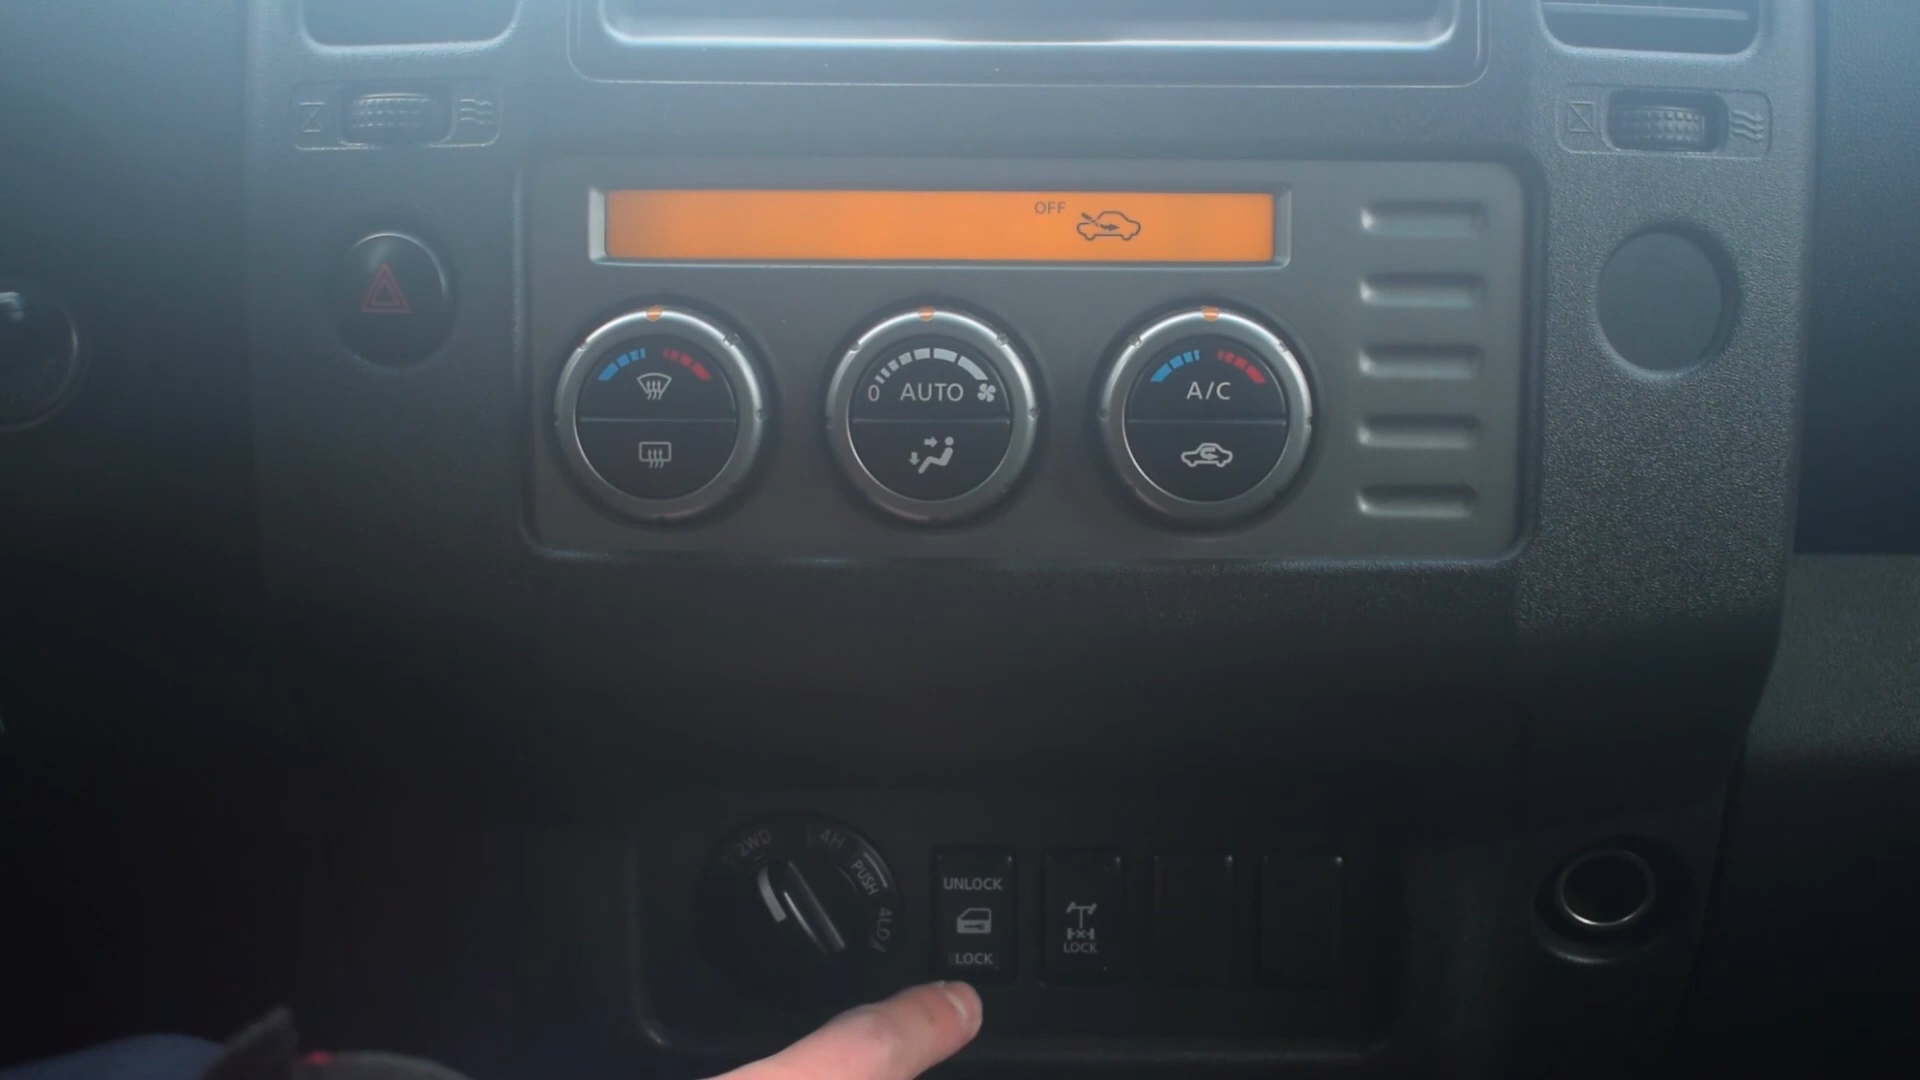 OFF
0 AUTO
A/C
2WD
4H
PUSH
4LO
UNLOCK
LOCK
LOCK